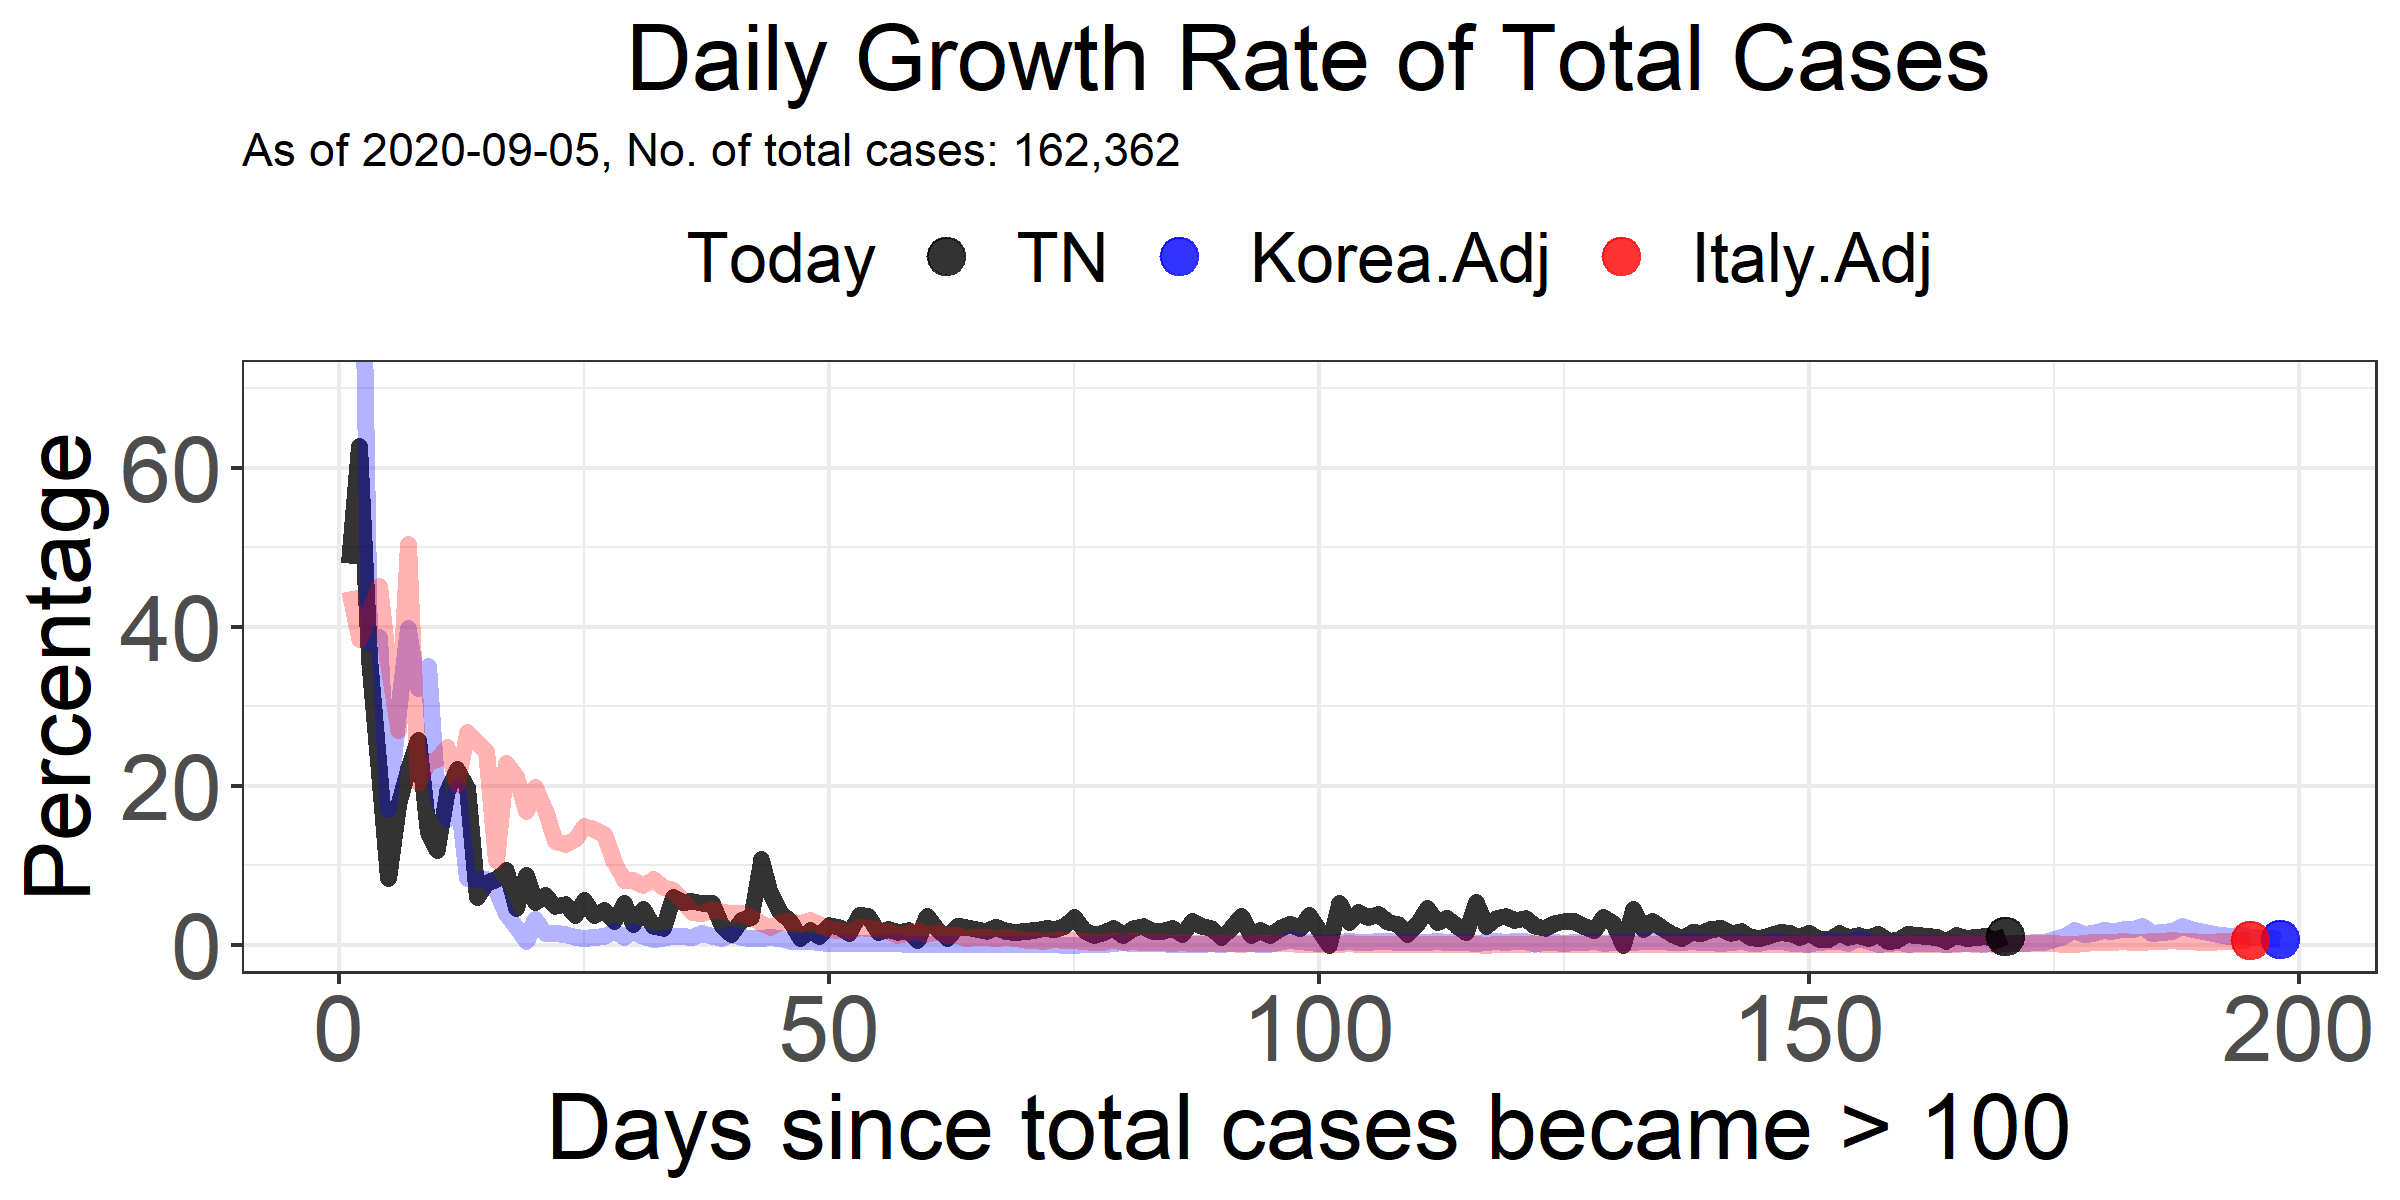 Daily Growth Rate of Total Cases
As of 2020-09-05, No. of total cases: 162,362
Today TN Korea.Adj Italy.Adj
Percentage
60
40
20
0
0 50 100 150 200
Days since total cases became > 100